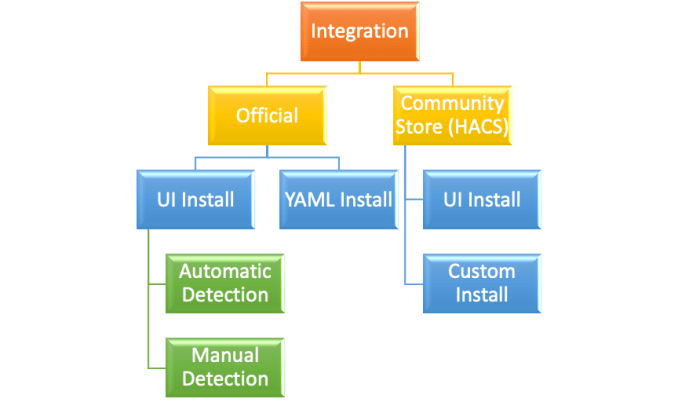 Integration
Official
Community
Store (HACS)
UI Install
YAML Install
UI Install
Automatic
Detection
Custom
Install
Manual
Detection